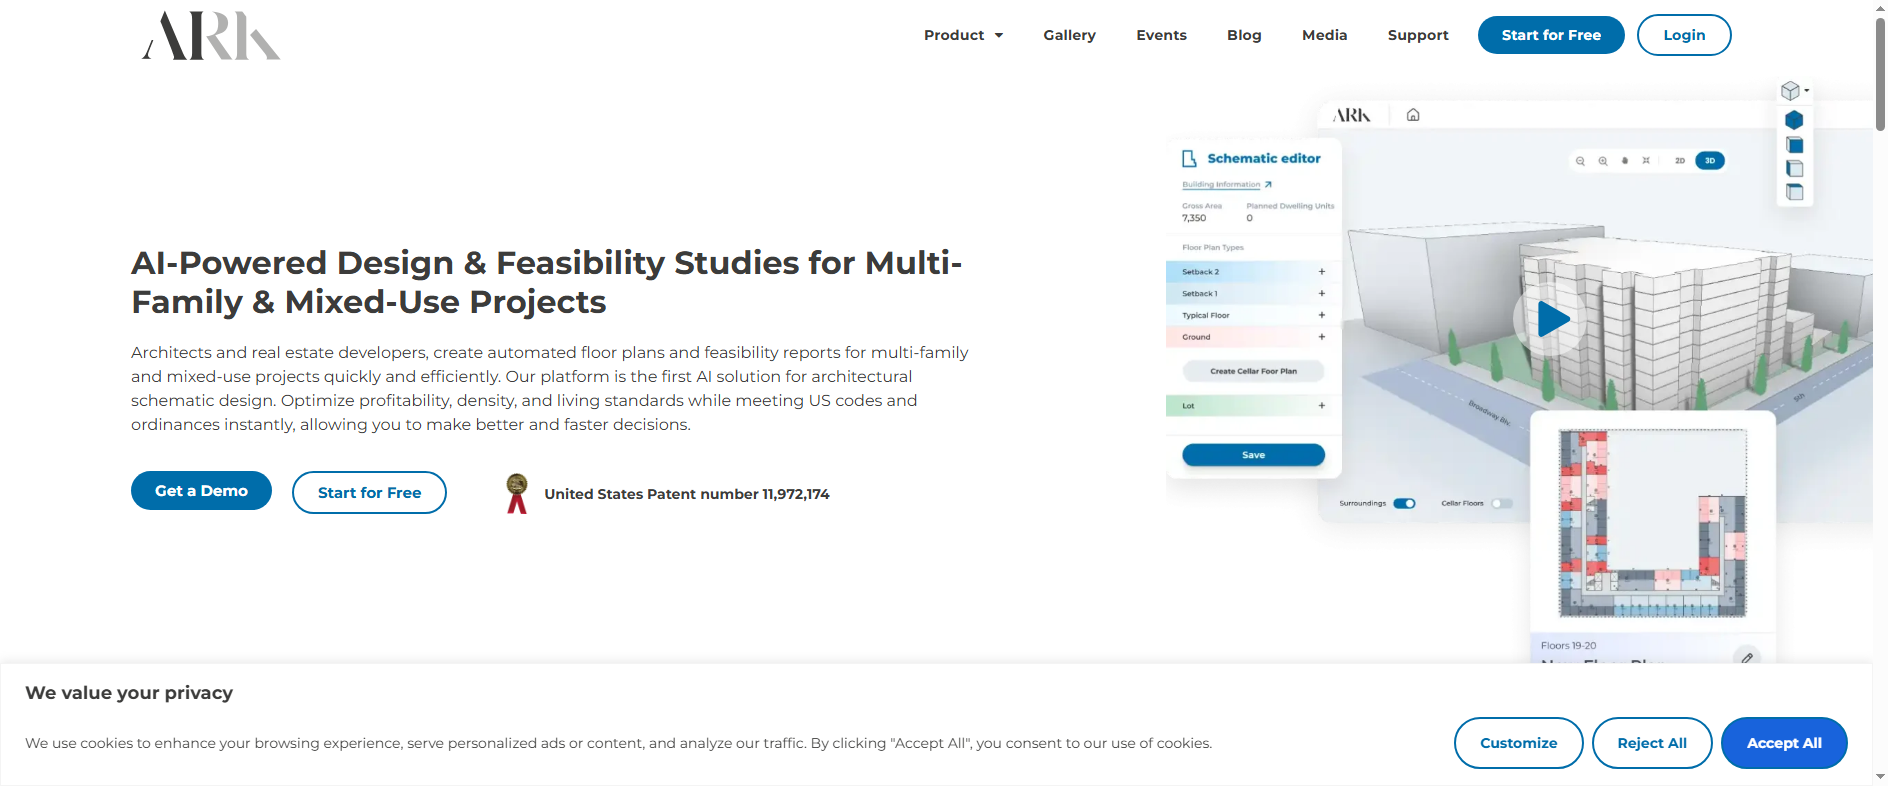 ARK
Product
Gallery
Events
Blog
Media
Support
Start for Free
Login
AI-Powered Design & Feasibility Studies for Multi-
Family & Mixed-Use Projects
Architects and real estate developers, create automated floor plans and feasibility reports for multi-family
and mixed-use projects quickly and efficiently. Our platform is the first AI solution for architectural
schematic design. Optimize profitability, density, and living standards while meeting US codes and
ordinances instantly, allowing you to make better and faster decisions.
Get a Demo
Start for Free
United States Patent number 11,972,174
ARK
2D
3D
Schematic editor
Building Information
Gross Area
Planned Dwelling Units
7,350
0
Floor Plan Types
Setback 2 +
Setback 1 +
Typical Floor +
Ground +
Create Cellar Foor Plan
Lot +
Save
Broadway Blv.
5th
Surroundings
Cellar Floors
Floors 19-20
We value your privacy
We use cookies to enhance your browsing experience, serve personalized ads or content, and analyze our traffic. By clicking "Accept All", you consent to our use of cookies.
Customize
Reject All
Accept All